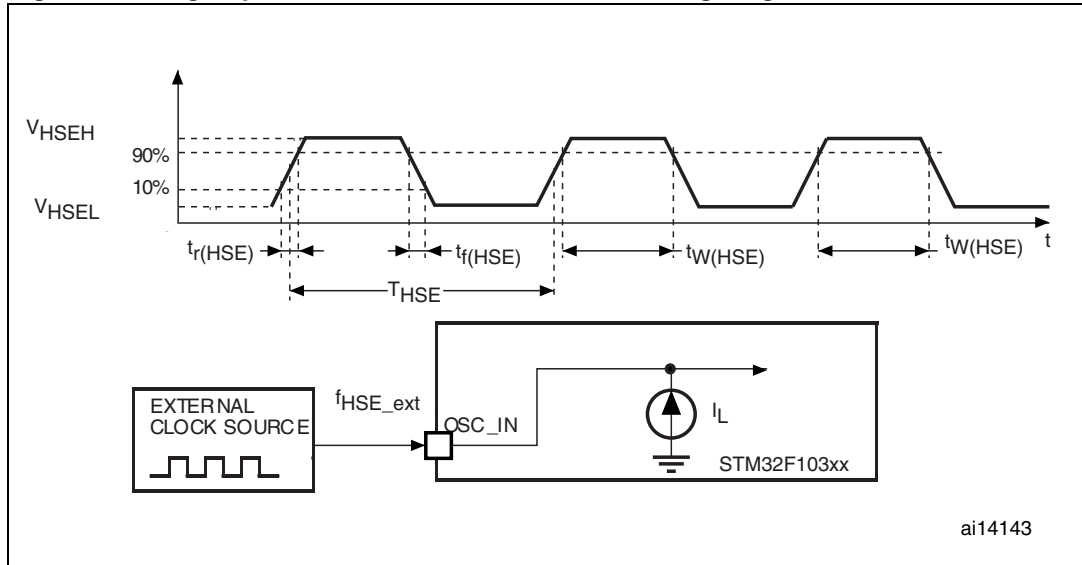 VHSEH
90%
10%
VHSEL
tr(HSE)
tf(HSE)
tW(HSE)
tW(HSE)
t
THSE
EXTERNAL
CLOCK SOURCE
fHSE_ext
OSC_IN
IL
STM32F103xx
ai14143